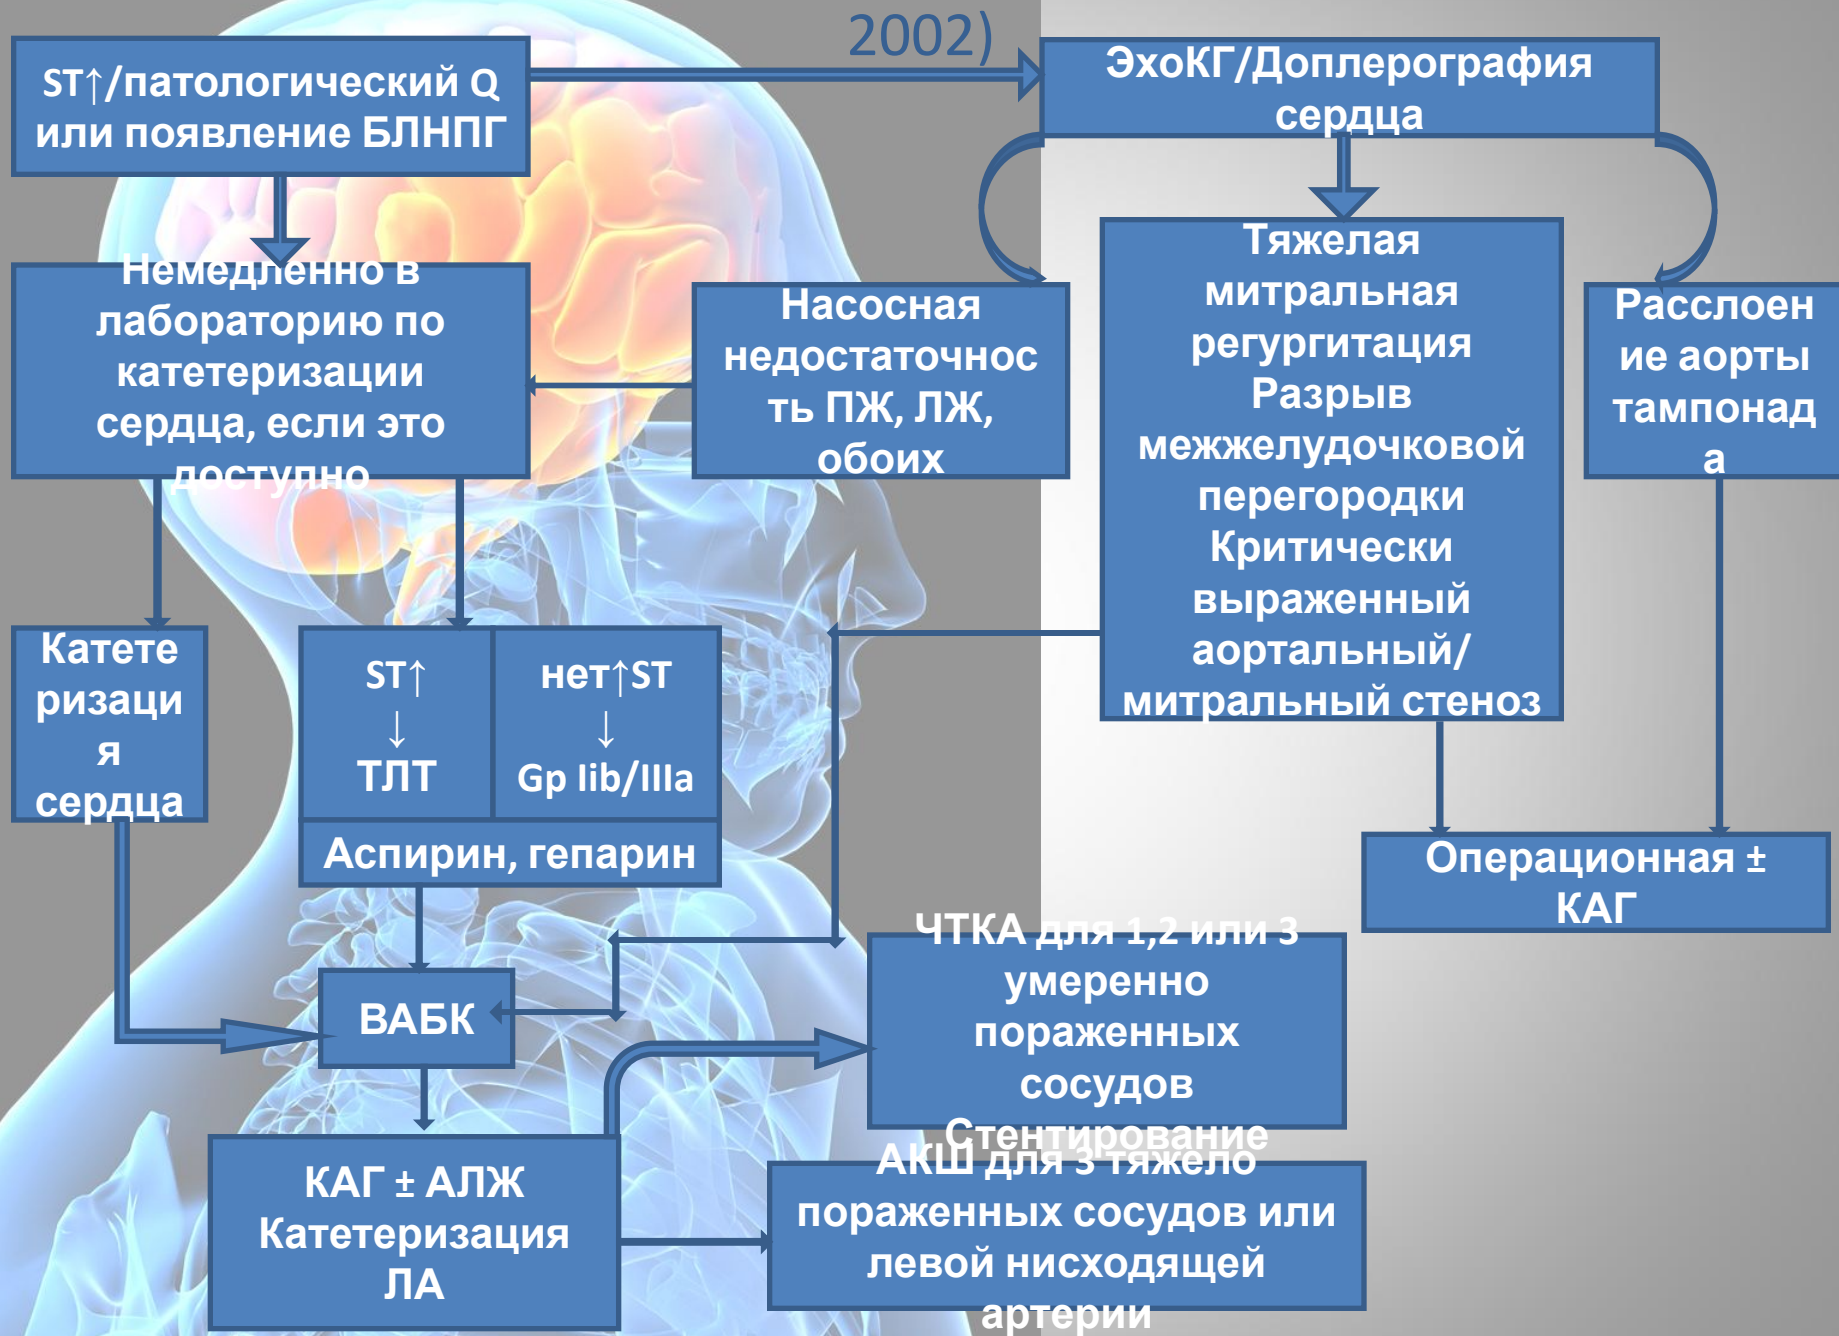 2002)
ST↑/патологический Q
или появление БЛНПГ
ЭхоКГ/Доплерография
сердца
Немедленно в
лабораторию по
катетеризации
сердца, если это
доступно
Насосная
недостаточнос
ть ПЖ, ЛЖ,
обоих
Тяжелая
митральная
регургитация
Разрыв
межжелудочковой
перегородки
Критически
выраженный
аортальный/
митральный стеноз
Расслоен
ие аорты
тампонад
а
Катете
ризаци
я
сердца
ST↑
↓
ТЛТ
нет↑ST
↓
Gp Iib/IIIa
Аспирин, гепарин
Операционная ±
КАГ
ВАБК
ЧТКА для 1,2 или 3
умеренно
пораженных
сосудов
Стентирование
КАГ ± АЛЖ
Катетеризация
ЛА
АКШ для 3 тяжело
пораженных сосудов или
левой нисходящей
артерии